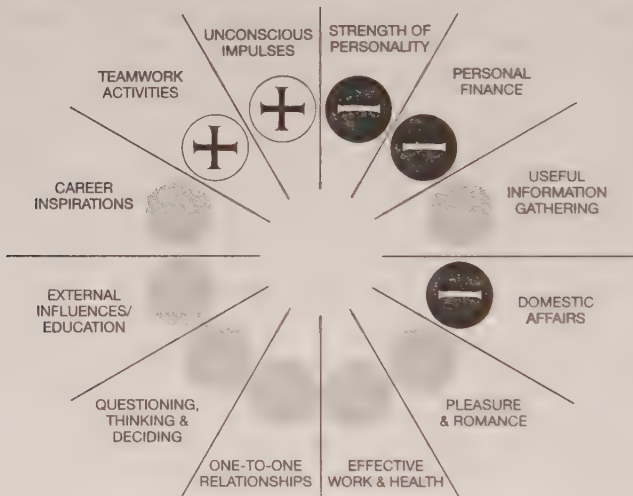 UNCONSCIOUS
IMPULSES
STRENGTH OF
PERSONALITY
TEAMWORK
ACTIVITIES
PERSONAL
FINANCE
CAREER
INSPIRATIONS
USEFUL
INFORMATION
GATHERING
EXTERNAL
INFLUENCES/
EDUCATION
DOMESTIC
AFFAIRS
QUESTIONING,
THINKING &
DECIDING
PLEASURE
& ROMANCE
ONE-TO-ONE
RELATIONSHIPS
EFFECTIVE
WORK & HEALTH